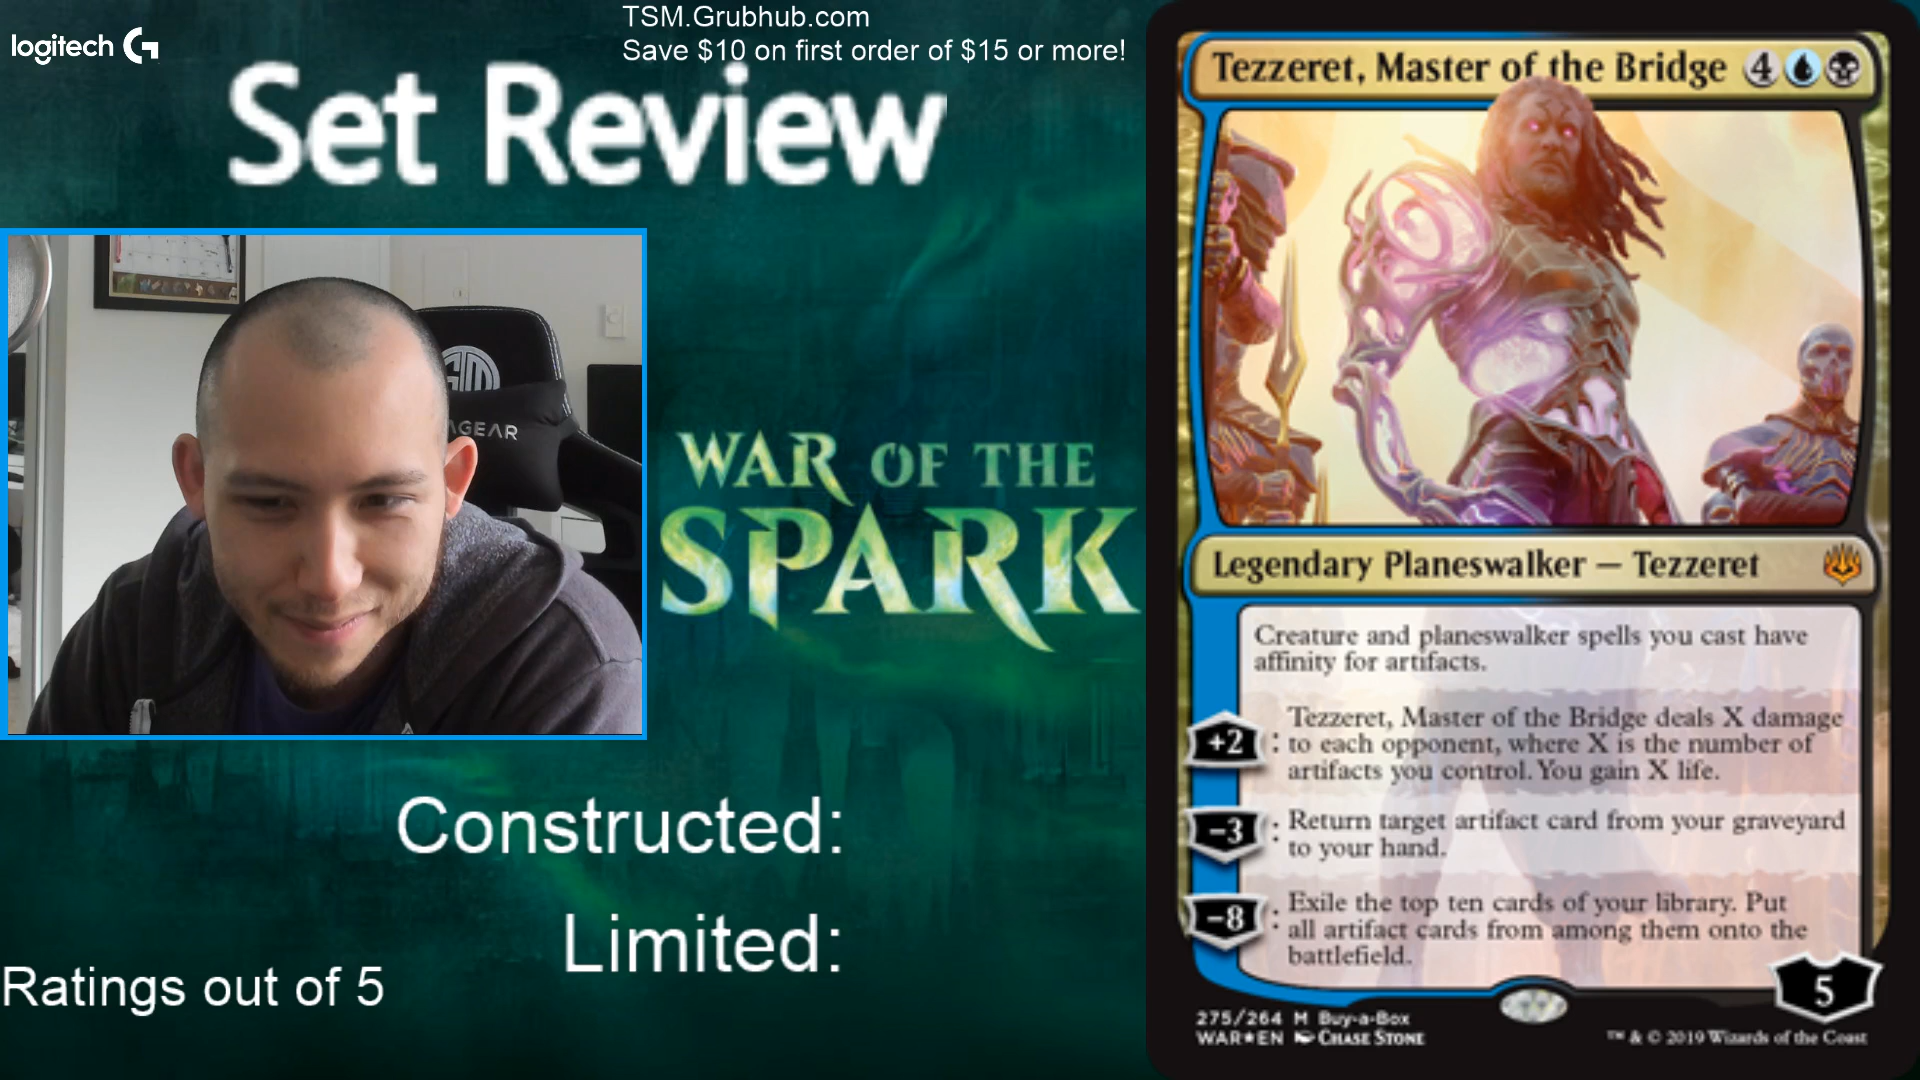 logitech G
TSM.Grubhub.com
Save $10 on first order of $15 or more!
Set Review
AGEAR
WAR OF THE
SPARK
Constructed:
Limited:
Ratings out of 5
Tezzeret, Master of the Bridge 4
Legendary Planeswalker — Tezzeret
Creature and planeswalker spells you cast have
affinity for artifacts.
+2 : Tezzeret, Master of the Bridge deals X damage
to each opponent, where X is the number of
artifacts you control. You gain X life.
−3 : Return target artifact card from your graveyard
to your hand.
−8 : Exile the top ten cards of your library. Put
all artifact cards from among them onto the
battlefield.
5
275/264 M Buy-a-Box
WAR★EN CHASE STONE
™ & © 2019 Wizards of the Coast